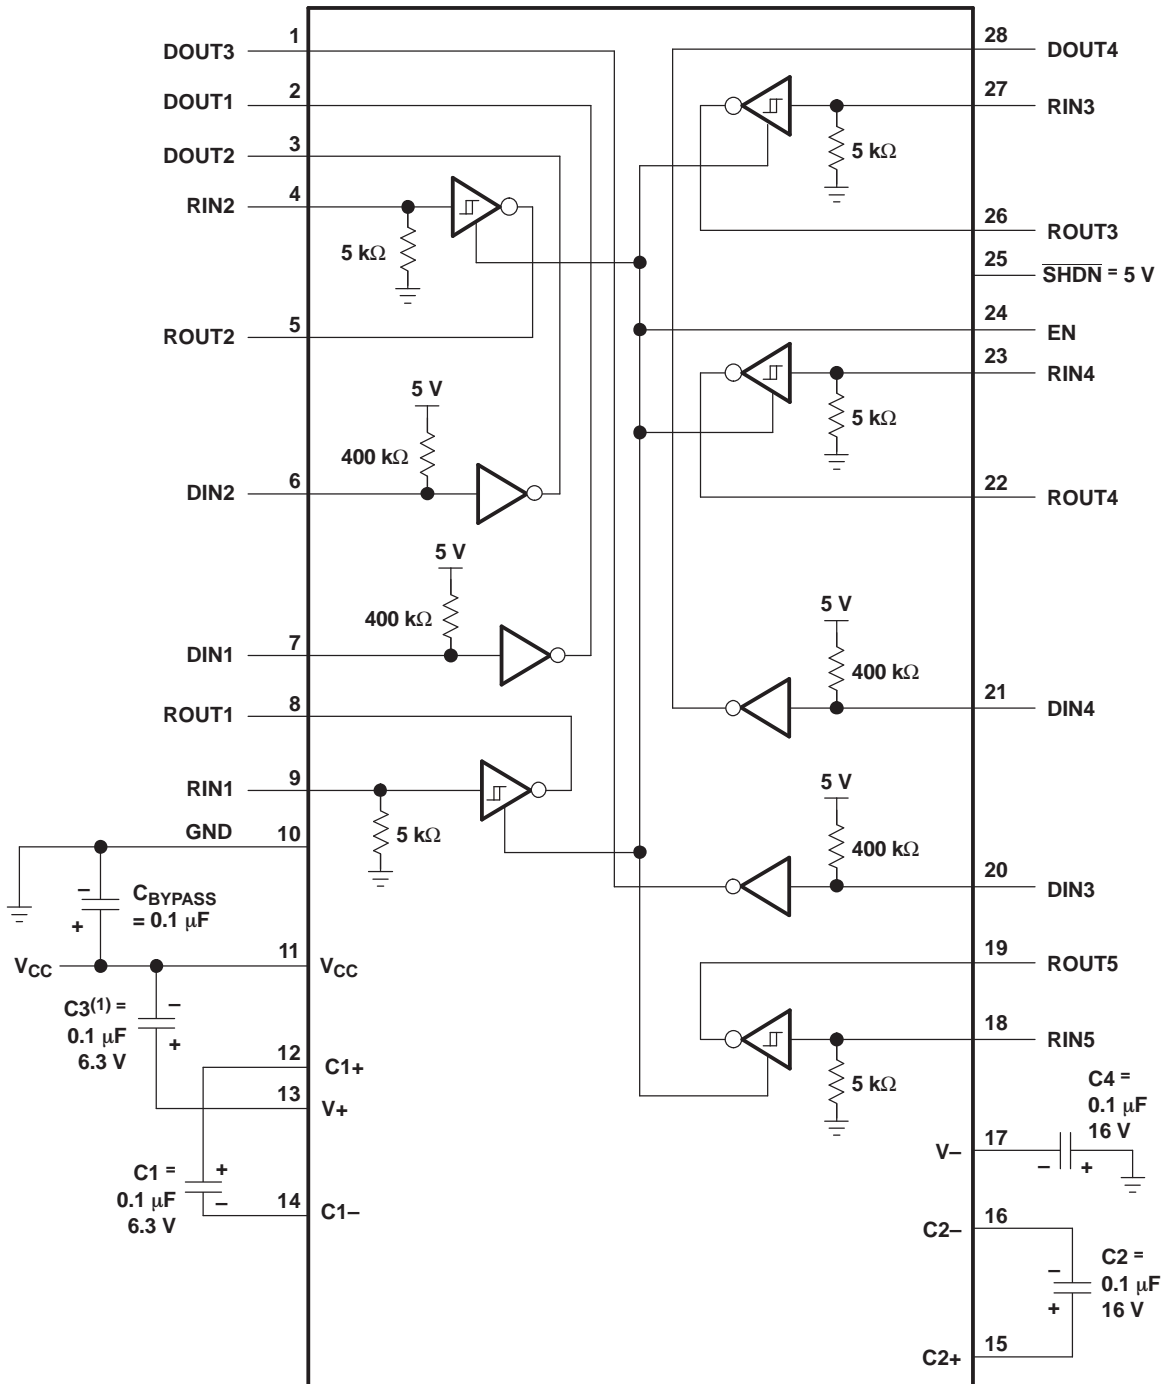 DOUT3 1
DOUT1 2
DOUT2 3
RIN2 4
5 kΩ
ROUT2 5
5 V
400 kΩ
DIN2 6
5 V
400 kΩ
DIN1 7
ROUT1 8
RIN1 9
5 kΩ
GND 10
−
CBYPASS
= 0.1 μF
+
VCC 11 VCC
C3(1) =
0.1 μF
6.3 V
−
+
12 C1+
13 V+
C1 =
0.1 μF
6.3 V
+
−
14 C1−
28 DOUT4
27 RIN3
5 kΩ
26 ROUT3
25 SHDN = 5 V
24 EN
23 RIN4
5 kΩ
22 ROUT4
5 V
400 kΩ
21 DIN4
5 V
400 kΩ
20 DIN3
19 ROUT5
18 RIN5
5 kΩ
C4 =
0.1 μF
16 V
V− 17
− +
C2− 16
−
C2 =
0.1 μF
16 V
+
C2+ 15